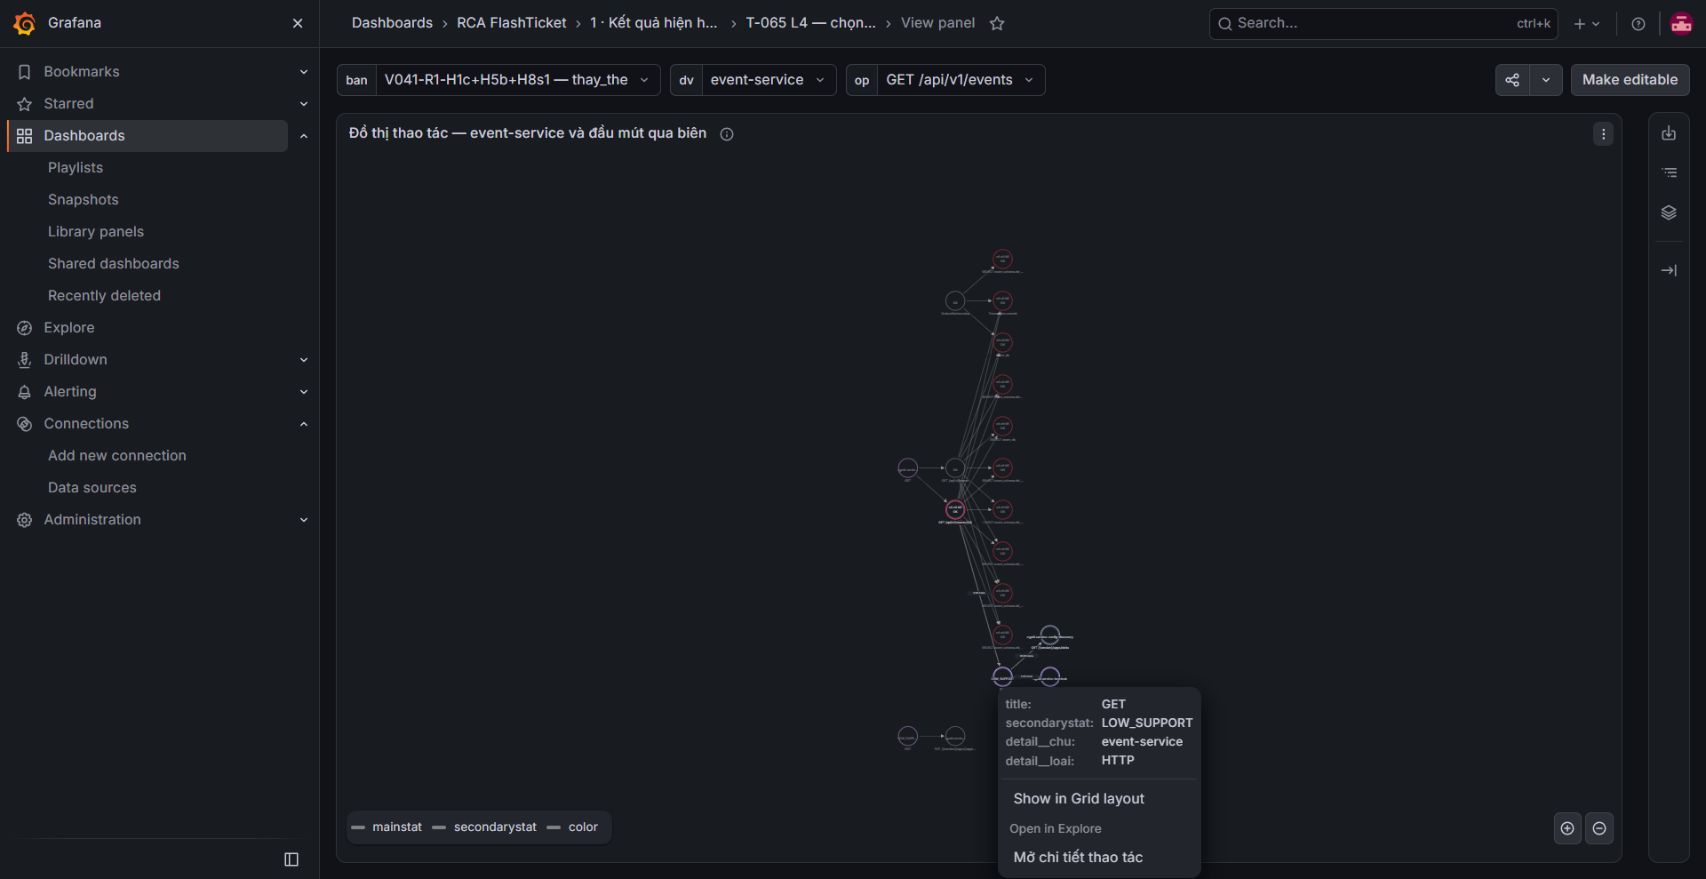 Grafana
Dashboards › RCA FlashTicket › 1 · Kết quả hiện h... › T-065 L4 — chọn... › View panel
Search...
ctrl+k
Bookmarks
Starred
Dashboards
Playlists
Snapshots
Library panels
Shared dashboards
Recently deleted
Explore
Drilldown
Alerting
Connections
Add new connection
Data sources
Administration
ban V041-R1-H1c+H5b+H8s1 — thay_the
dv event-service
op GET /api/v1/events
Make editable
Đồ thị thao tác — event-service và đầu mút qua biên
title: GET
secondarystat: LOW_SUPPORT
detail__chu: event-service
detail__loai: HTTP
Show in Grid layout
Open in Explore
Mở chi tiết thao tác
mainstat
secondarystat
color